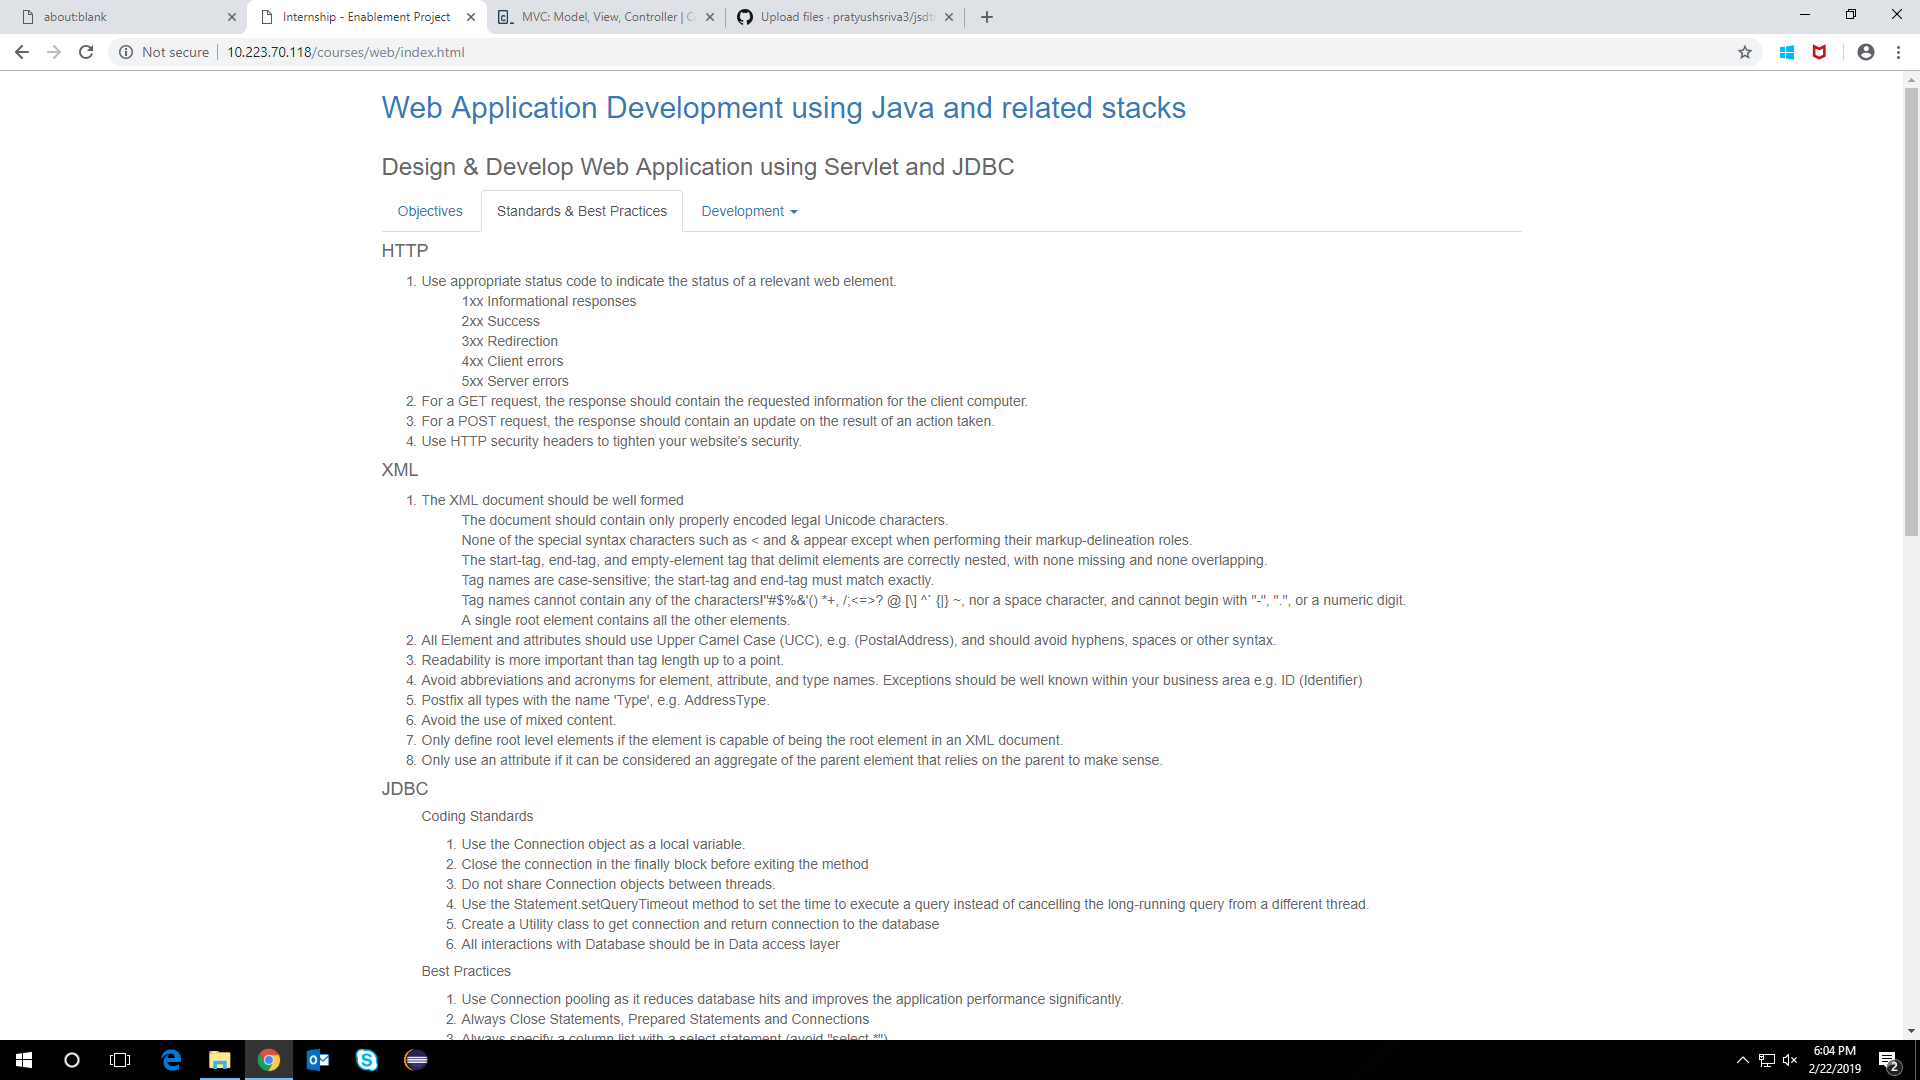 about:blank
Internship - Enablement Project
MVC: Model, View, Controller | C
Upload files · pratyushsriva3/jsdt
Not secure
10.223.70.118/courses/web/index.html
Web Application Development using Java and related stacks
Design & Develop Web Application using Servlet and JDBC
Objectives
Standards & Best Practices
Development
HTTP
1. Use appropriate status code to indicate the status of a relevant web element.
1xx Informational responses
2xx Success
3xx Redirection
4xx Client errors
5xx Server errors
2. For a GET request, the response should contain the requested information for the client computer.
3. For a POST request, the response should contain an update on the result of an action taken.
4. Use HTTP security headers to tighten your website's security.
XML
1. The XML document should be well formed
The document should contain only properly encoded legal Unicode characters.
None of the special syntax characters such as < and & appear except when performing their markup-delineation roles.
The start-tag, end-tag, and empty-element tag that delimit elements are correctly nested, with none missing and none overlapping.
Tag names are case-sensitive; the start-tag and end-tag must match exactly.
Tag names cannot contain any of the characters!"#$%&'() *+, /;<=>? @ [\] ^` {|} ~, nor a space character, and cannot begin with "-", ".", or a numeric digit.
A single root element contains all the other elements.
2. All Element and attributes should use Upper Camel Case (UCC), e.g. (PostalAddress), and should avoid hyphens, spaces or other syntax.
3. Readability is more important than tag length up to a point.
4. Avoid abbreviations and acronyms for element, attribute, and type names. Exceptions should be well known within your business area e.g. ID (Identifier)
5. Postfix all types with the name 'Type', e.g. AddressType.
6. Avoid the use of mixed content.
7. Only define root level elements if the element is capable of being the root element in an XML document.
8. Only use an attribute if it can be considered an aggregate of the parent element that relies on the parent to make sense.
JDBC
Coding Standards
1. Use the Connection object as a local variable.
2. Close the connection in the finally block before exiting the method
3. Do not share Connection objects between threads.
4. Use the Statement.setQueryTimeout method to set the time to execute a query instead of cancelling the long-running query from a different thread.
5. Create a Utility class to get connection and return connection to the database
6. All interactions with Database should be in Data access layer
Best Practices
1. Use Connection pooling as it reduces database hits and improves the application performance significantly.
2. Always Close Statements, Prepared Statements and Connections
3. Always specify a column list with a select statement (avoid "select *")
6:04 PM
2/22/2019
2